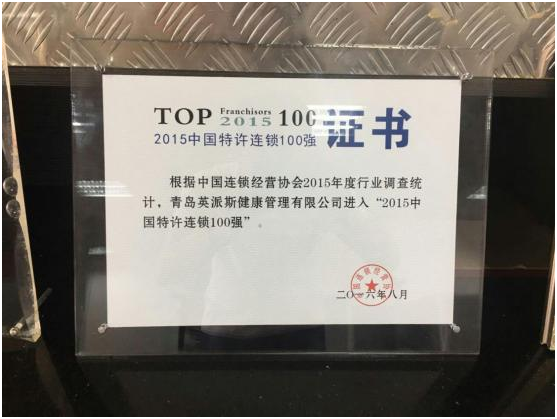 TOP Franchisors 2015 100 证书
2015中国特许连锁100强
根据中国连锁经营协会2015年度行业调查统
计，青岛英派斯健康管理有限公司进入“2015中
国特许连锁100强”。
二〇一六年八月